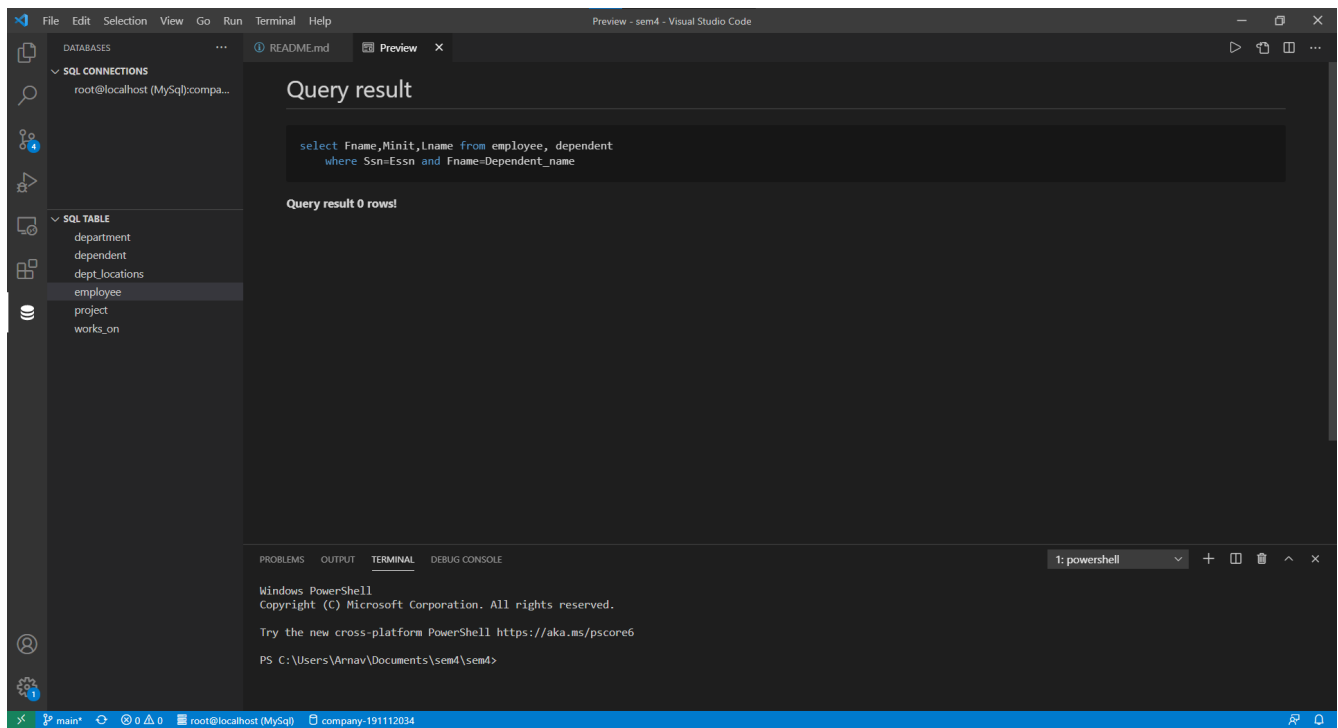 File Edit Selection View Go Run Terminal Help
Preview - sem4 - Visual Studio Code
DATABASES
README.md
Preview
SQL CONNECTIONS
root@localhost (MySql):compa...
Query result
select Fname,Minit,Lname from employee, dependent
where Ssn=Essn and Fname=Dependent_name
Query result 0 rows!
4
SQL TABLE
department
dependent
dept_locations
employee
project
works_on
PROBLEMS OUTPUT TERMINAL DEBUG CONSOLE
1: powershell
Windows PowerShell
Copyright (C) Microsoft Corporation. All rights reserved.
Try the new cross-platform PowerShell https://aka.ms/pscore6
PS C:\Users\Arnav\Documents\sem4\sem4>
1
main* 0 0 root@localhost (MySql) company-191112034